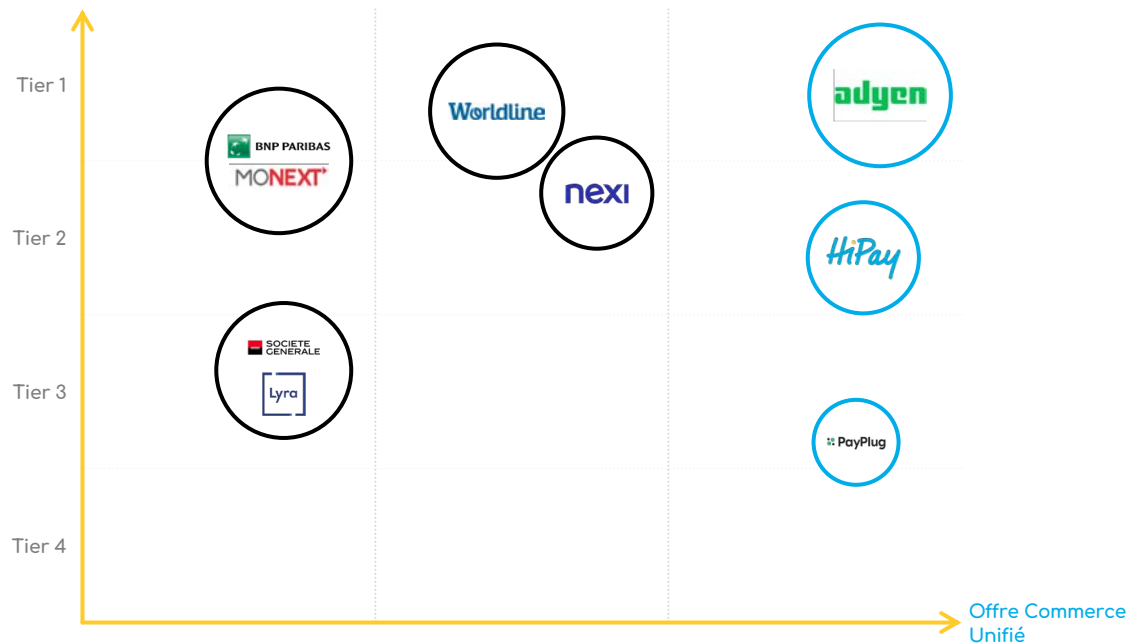 Tier 1
adyen
Worldline
BNP PARIBAS
MONEXT
nexi
Tier 2
HiPay
SOCIETE
GENERALE
Tier 3
Lyra
PayPlug
Tier 4
Offre Commerce
Unifié